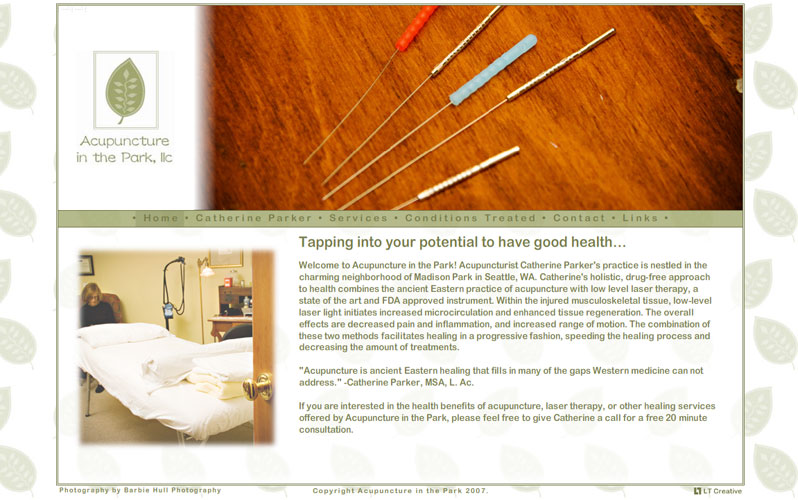 Acupuncture
in the Park, llc
• Home • Catherine Parker • Services • Conditions Treated • Contact • Links •
Tapping into your potential to have good health...
Welcome to Acupuncture in the Park! Acupuncturist Catherine Parker's practice is nestled in the
charming neighborhood of Madison Park in Seattle, WA. Catherine's holistic, drug-free approach
to health combines the ancient Eastern practice of acupuncture with low level laser therapy, a
state of the art and FDA approved instrument. Within the injured musculoskeletal tissue, low-level
laser light initiates increased microcirculation and enhanced tissue regeneration. The overall
effects are decreased pain and inflammation, and increased range of motion. The combination of
these two methods facilitates healing in a progressive fashion, speeding the healing process and
decreasing the amount of treatments.
"Acupuncture is ancient Eastern healing that fills in many of the gaps Western medicine can not
address." -Catherine Parker, MSA, L. Ac.
If you are interested in the health benefits of acupuncture, laser therapy, or other healing services
offered by Acupuncture in the Park, please feel free to give Catherine a call for a free 20 minute
consultation.
Photography by Barbie Hull Photography
Copyright Acupuncture in the Park 2007.
LT Creative